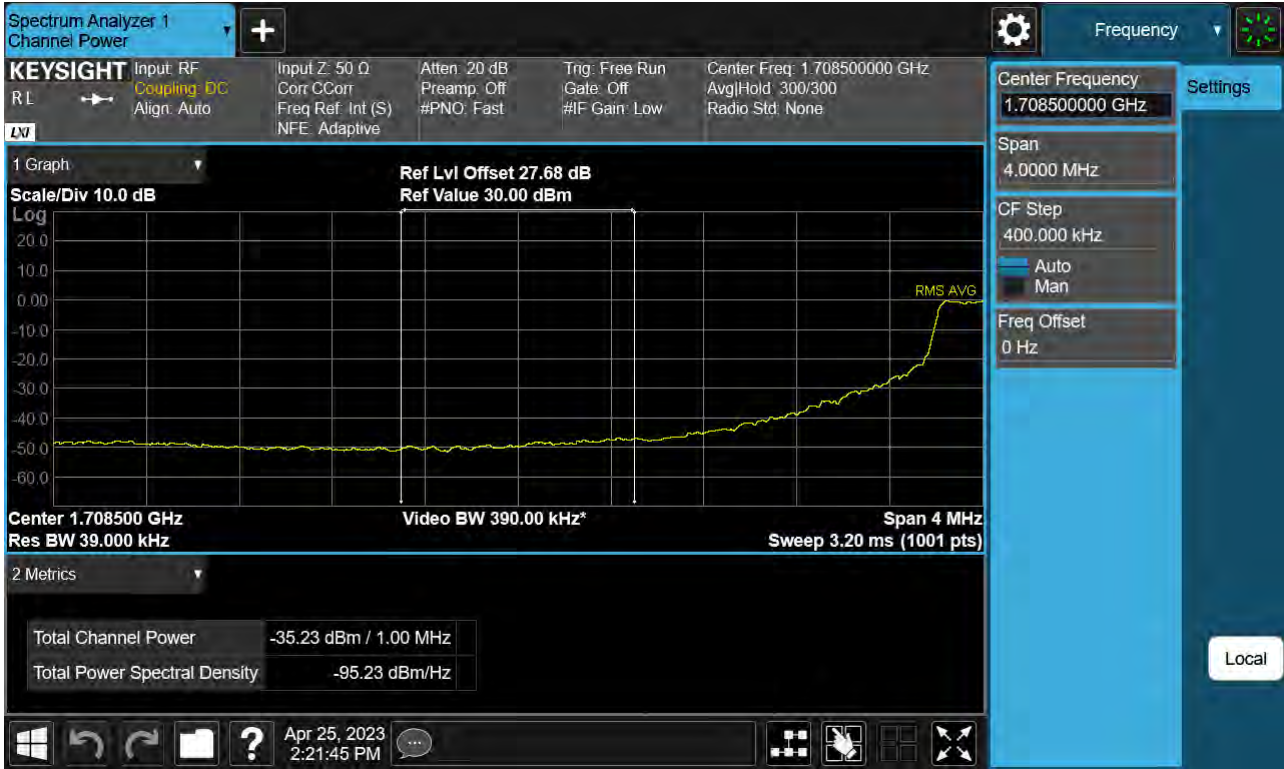 Spectrum Analyzer 1
Channel Power
Frequency
KEYSIGHT
RL
LXI
Input: RF
Coupling: DC
Align: Auto
Input Z: 50 Ω
Corr CCorr
Freq Ref: Int (S)
NFE: Adaptive
Atten: 20 dB
Preamp: Off
#PNO: Fast
Trig: Free Run
Gate: Off
#IF Gain: Low
Center Freq: 1.708500000 GHz
Avg|Hold: 300/300
Radio Std: None
Center Frequency
1.708500000 GHz
Settings
Span
4.0000 MHz
CF Step
400.000 kHz
Auto
Man
Freq Offset
0 Hz
Local
1 Graph
Scale/Div 10.0 dB
Ref Lvl Offset 27.68 dB
Ref Value 30.00 dBm
Log
20.0
10.0
0.00
-10.0
-20.0
-30.0
-40.0
-50.0
-60.0
RMS AVG
Center 1.708500 GHz
Video BW 390.00 kHz*
Span 4 MHz
Res BW 39.000 kHz
Sweep 3.20 ms (1001 pts)
2 Metrics
Total Channel Power -35.23 dBm / 1.00 MHz
Total Power Spectral Density -95.23 dBm/Hz
Apr 25, 2023
2:21:45 PM